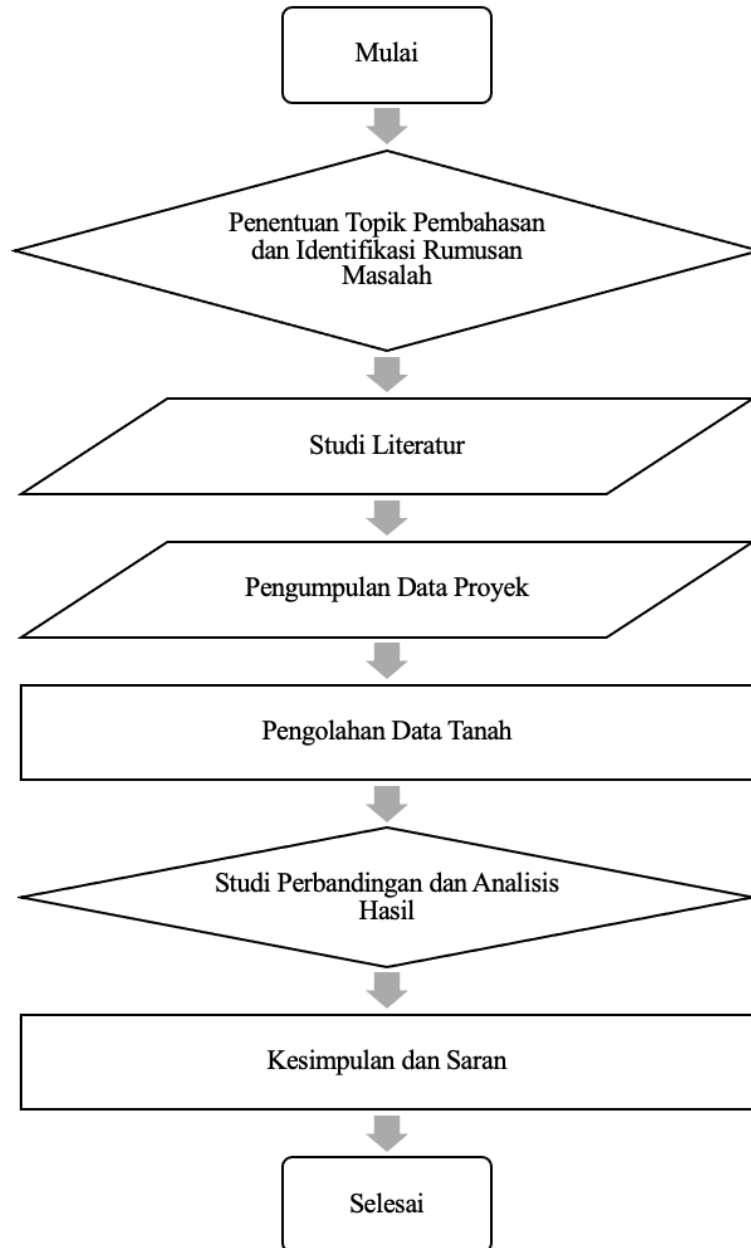 Mulai
Penentuan Topik Pembahasan
dan Identifikasi Rumusan
Masalah
Studi Literatur
Pengumpulan Data Proyek
Pengolahan Data Tanah
Studi Perbandingan dan Analisis
Hasil
Kesimpulan dan Saran
Selesai